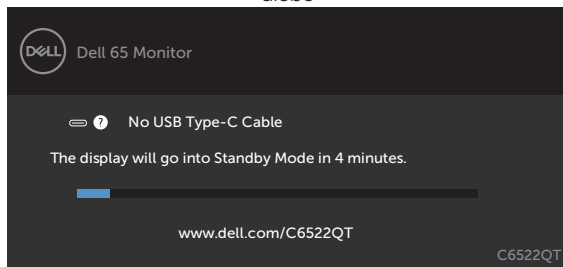 DELL
Dell 65 Monitor
? No USB Type-C Cable
The display will go into Standby Mode in 4 minutes.
www.dell.com/C6522QT
C6522QT